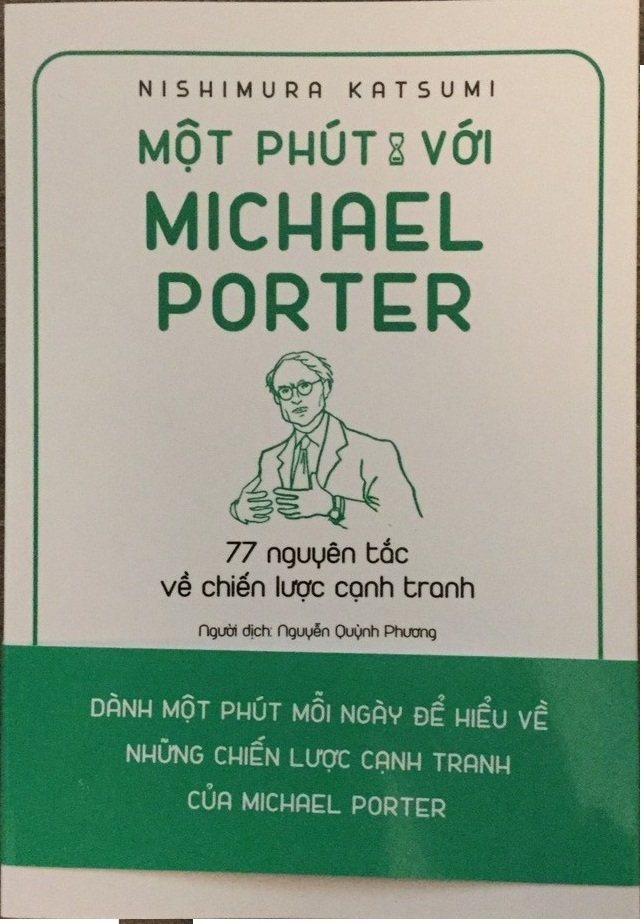 NISHIMURA KATSUMI
MỘT PHÚT VỚI
MICHAEL
PORTER
77 nguyên tắc
về chiến lược cạnh tranh
Người dịch: Nguyễn Quỳnh Phương
DÀNH MỘT PHÚT MỖI NGÀY ĐỂ HIỂU VỀ
NHỮNG CHIẾN LƯỢC CẠNH TRANH
CỦA MICHAEL PORTER